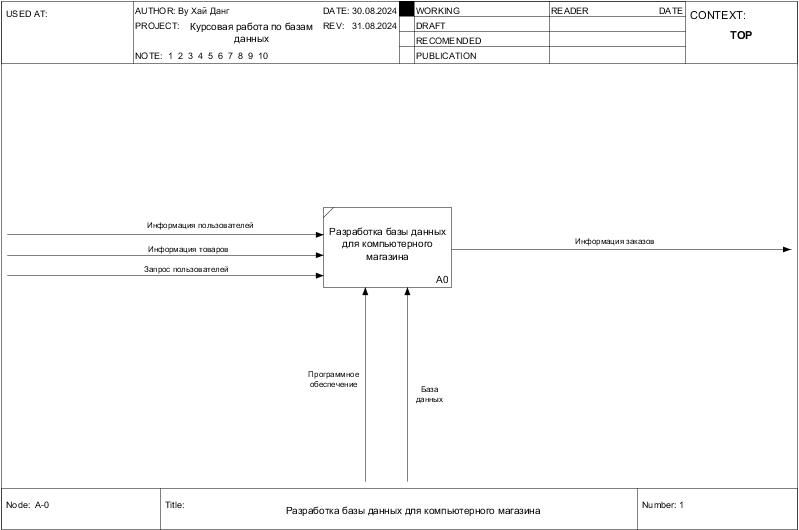 USED AT:
AUTHOR: Ву Хай Данг
DATE: 30.08.2024
PROJECT: Курсовая работа по базам
данных
REV: 31.08.2024
NOTE: 1 2 3 4 5 6 7 8 9 10
WORKING
DRAFT
RECOMENDED
PUBLICATION
READER DATE
CONTEXT:
TOP
Информация пользователей
Информация товаров
Запрос пользователей
Разработка базы данных
для компьютерного
магазина
A0
Информация заказов
Программное
обеспечение
База
данных
Node: A-0
Title:
Разработка базы данных для компьютерного магазина
Number: 1